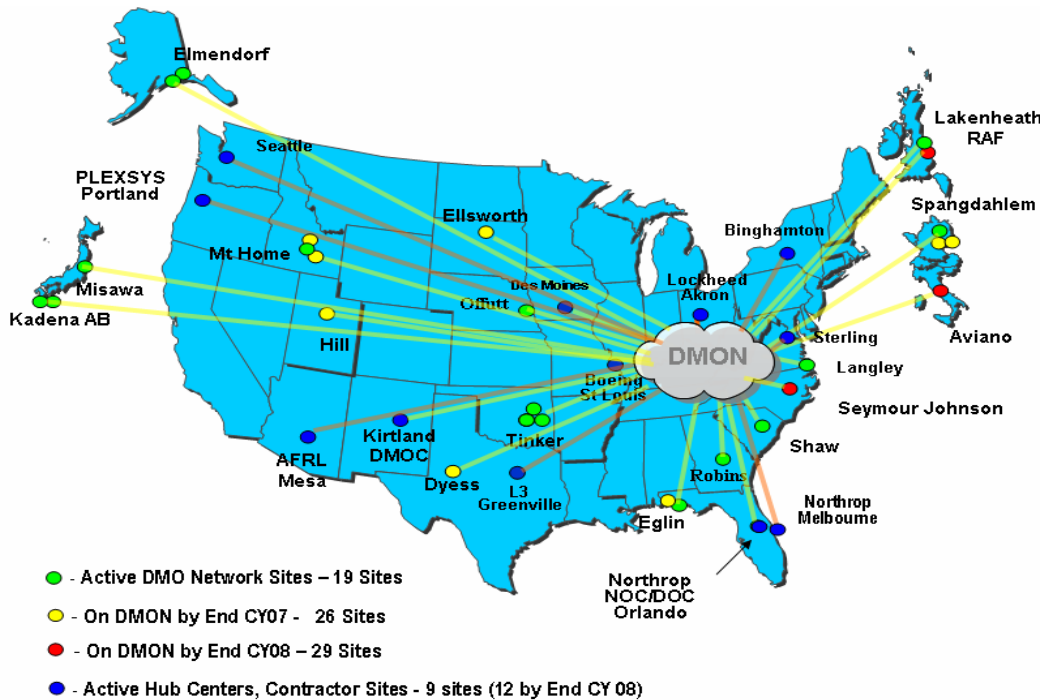 Elmendorf
Seattle
PLEXSYS
Portland
Ellsworth
Mt Home
Misawa
Kadena AB
Hill
Offutt
Des Moines
Binghamton
Lockheed
Akron
Lakenheath
RAF
Spangdahlem
Aviano
DMON
Sterling
Langley
Seymour Johnson
Shaw
Boeing
St Louis
AFRL
Mesa
Kirtland
DMOC
Tinker
Dyess
L3
Greenville
Robins
Eglin
Northrop
Melbourne
Northrop
NOC/DOC
Orlando
- Active DMO Network Sites – 19 Sites
- On DMON by End CY07 - 26 Sites
- On DMON by End CY08 – 29 Sites
- Active Hub Centers, Contractor Sites - 9 sites (12 by End CY 08)